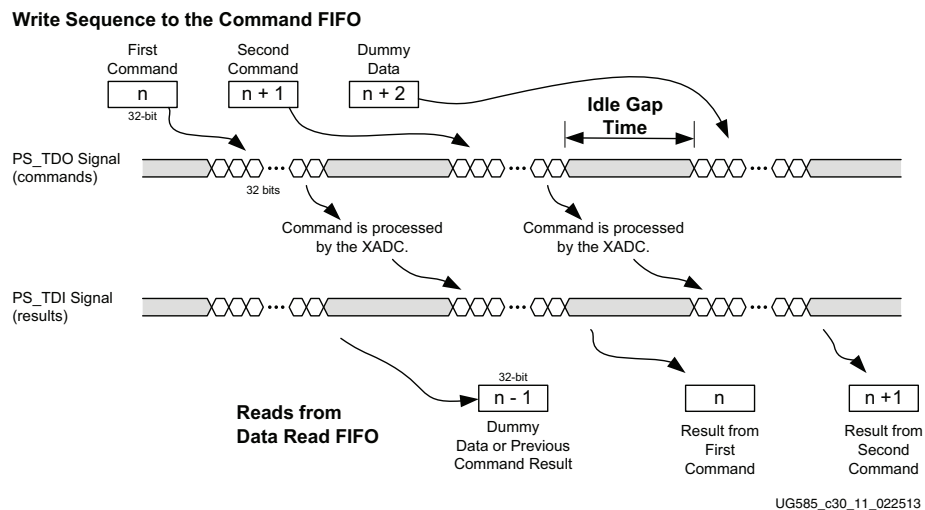 Write Sequence to the Command FIFO
First
Command
n
32-bit
Second
Command
n + 1
Dummy
Data
n + 2
Idle Gap
Time
PS_TDO Signal
(commands)
•••
•••
•••
32 bits
Command is processed
by the XADC.
Command is processed
by the XADC.
PS_TDI Signal
(results)
•••
•••
•••
Reads from
Data Read FIFO
32-bit
n - 1
Dummy
Data or Previous
Command Result
n
Result from
First
Command
n +1
Result from
Second
Command
UG585_c30_11_022513